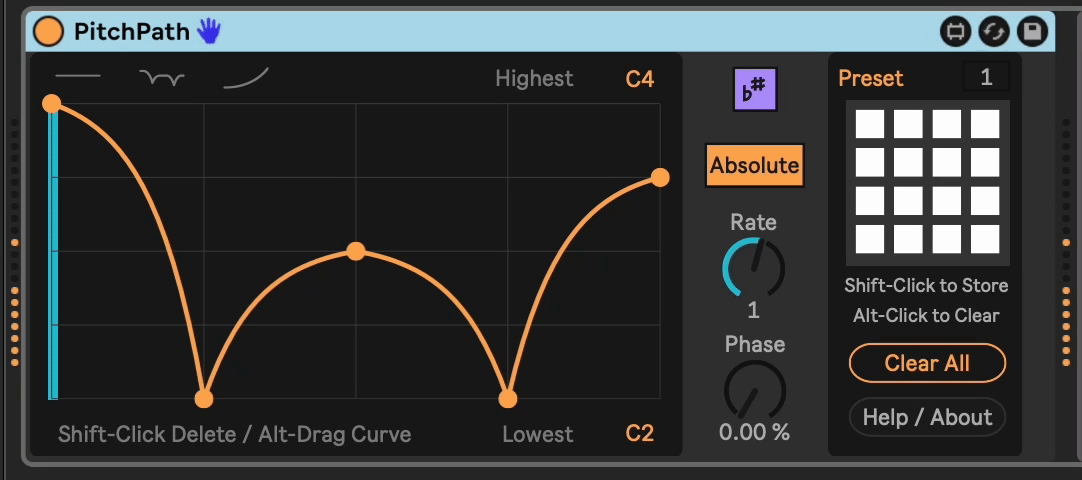 PitchPath
Highest C4
♭♯
Preset 1
Absolute
Rate
1
Phase
0.00 %
Shift-Click to Store
Alt-Click to Clear
Clear All
Help / About
Shift-Click Delete / Alt-Drag Curve
Lowest C2